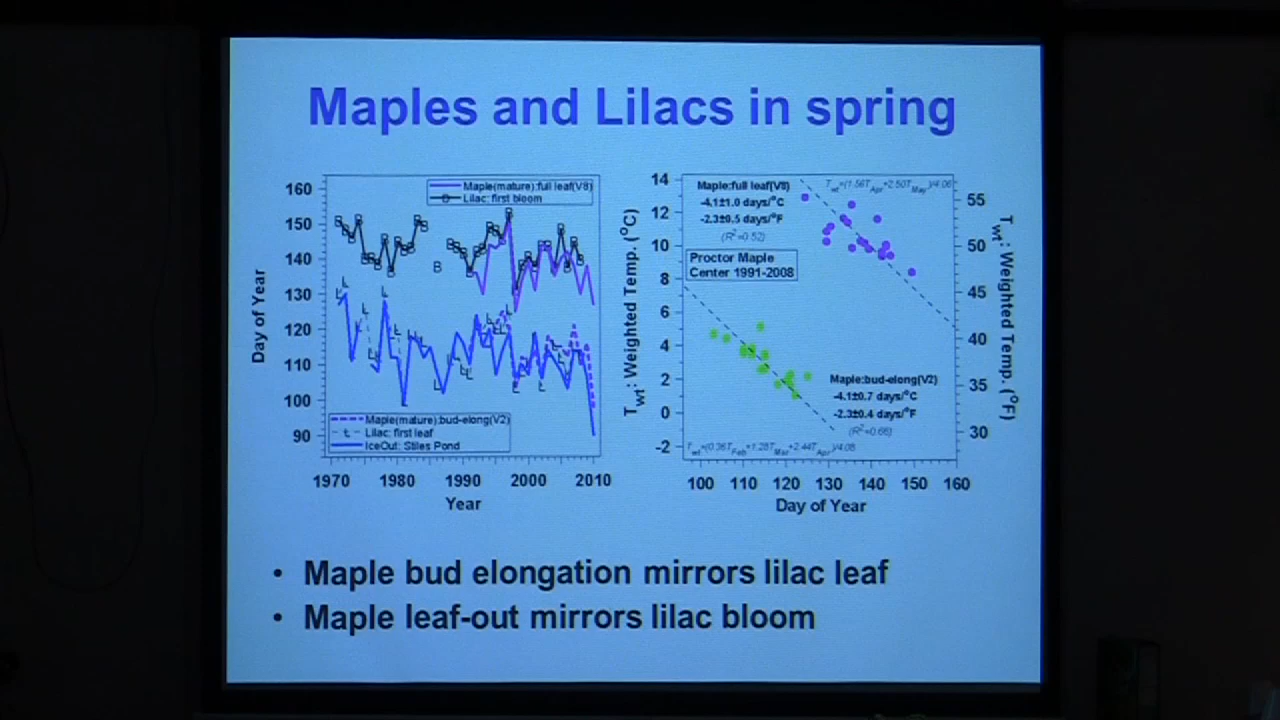 Maples and Lilacs in spring
160
150
140
130
120
110
100
90
Day of Year
Maple(mature):full leaf(V8)
Lilac: first bloom
Maple(mature):bud-elong(V2)
Lilac: first leaf
IceOut: Stiles Pond
1970 1980 1990 2000 2010
Year
14
12
10
8
6
4
2
0
-2
Twt: Weighted Temp. (°C)
Maple:full leaf(V8)
-4.1±1.0 days/°C
-2.3±0.5 days/°F
(R²=0.52)
Proctor Maple
Center 1991-2008
Maple:bud-elong(V2)
-4.1±0.7 days/°C
-2.3±0.4 days/°F
55
50
45
40
35
30
Twt: Weighted Temp. (°F)
100 110 120 130 140 150 160
Day of Year
• Maple bud elongation mirrors lilac leaf
• Maple leaf-out mirrors lilac bloom